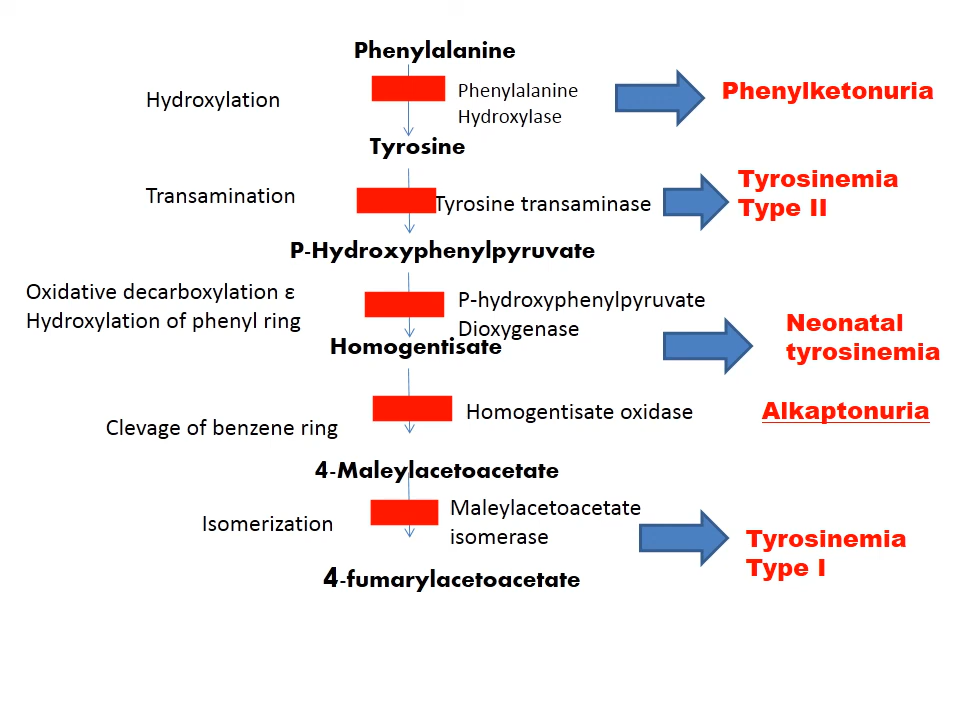 Phenylalanine
Hydroxylation
Phenylalanine
Hydroxylase
Phenylketonuria
Tyrosine
Transamination
Tyrosine transaminase
Tyrosinemia
Type II
P-Hydroxyphenylpyruvate
Oxidative decarboxylation ε
Hydroxylation of phenyl ring
P-hydroxyphenylpyruvate
Dioxygenase
Neonatal
tyrosinemia
Homogentisate
Clevage of benzene ring
Homogentisate oxidase
Alkaptonuria
4-Maleylacetoacetate
Isomerization
Maleylacetoacetate
isomerase
Tyrosinemia
Type I
4-fumarylacetoacetate